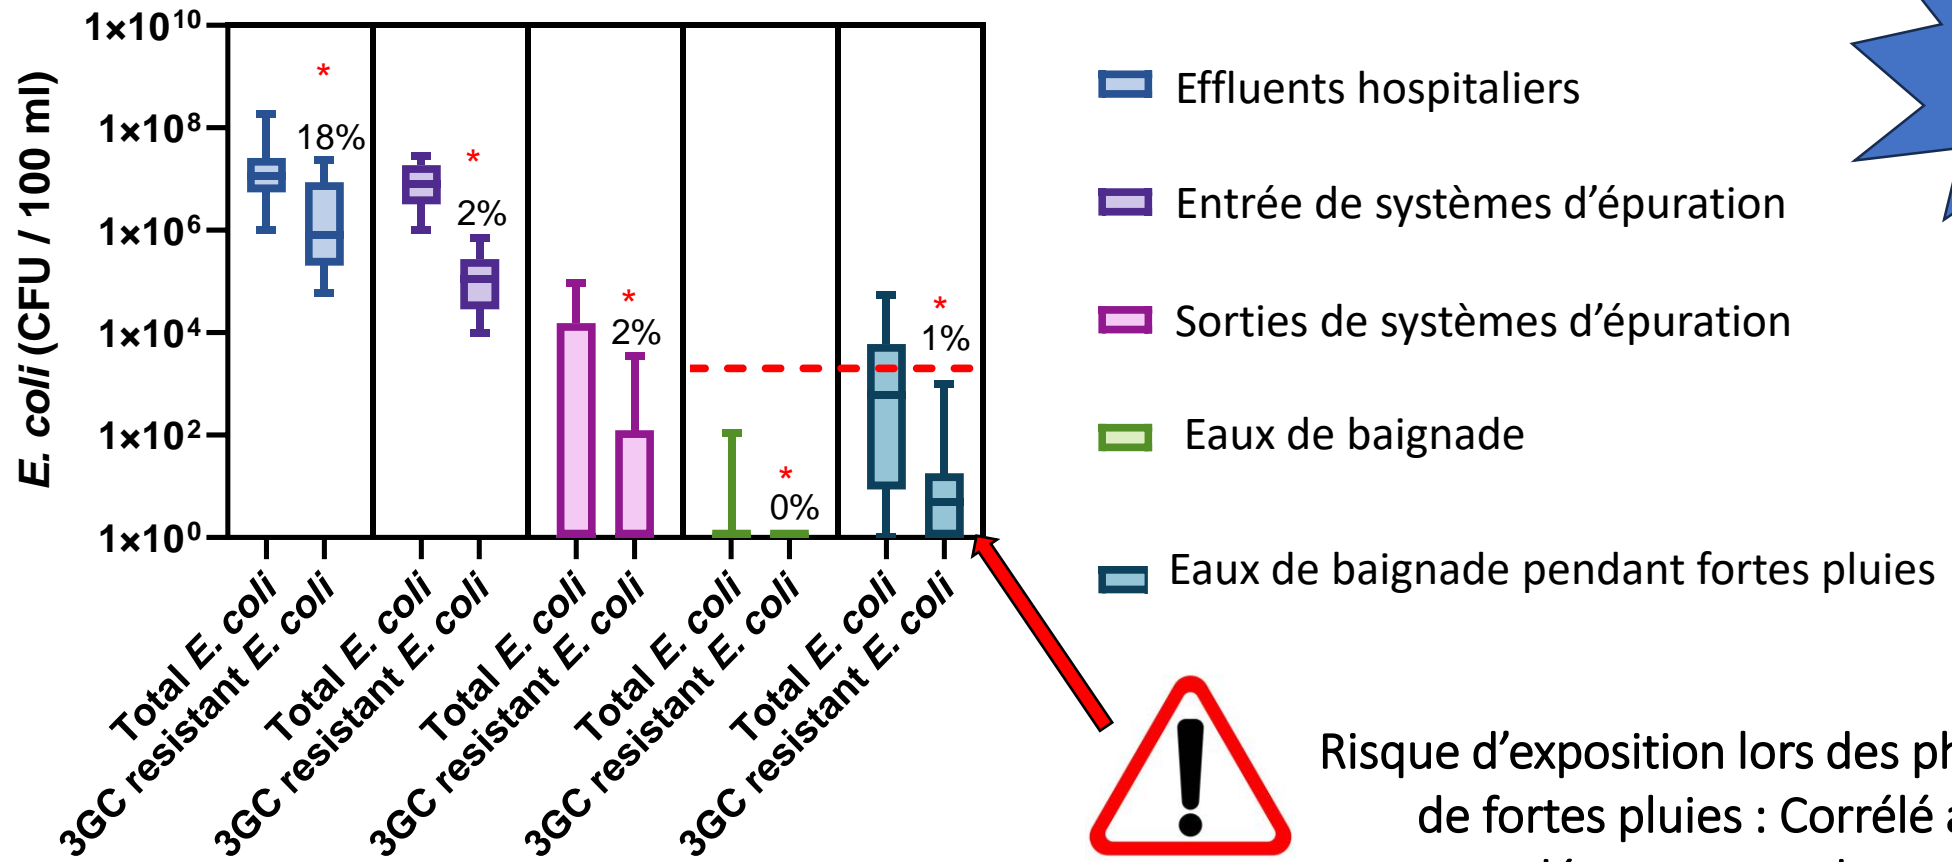 E. coli (CFU / 100 ml)
1×10¹⁰
1×10⁸
1×10⁶
1×10⁴
1×10²
1×10⁰
*
18%
*
2%
*
2%
*
0%
*
1%
Total E. coli
3GC resistant E. coli
Total E. coli
3GC resistant E. coli
Total E. coli
3GC resistant E. coli
Total E. coli
3GC resistant E. coli
Total E. coli
3GC resistant E. coli
Effluents hospitaliers
Entrée de systèmes d’épuration
Sorties de systèmes d’épuration
Eaux de baignade
Eaux de baignade pendant fortes pluies
Risque d’exposition lors des
de fortes pluies : Corrélé